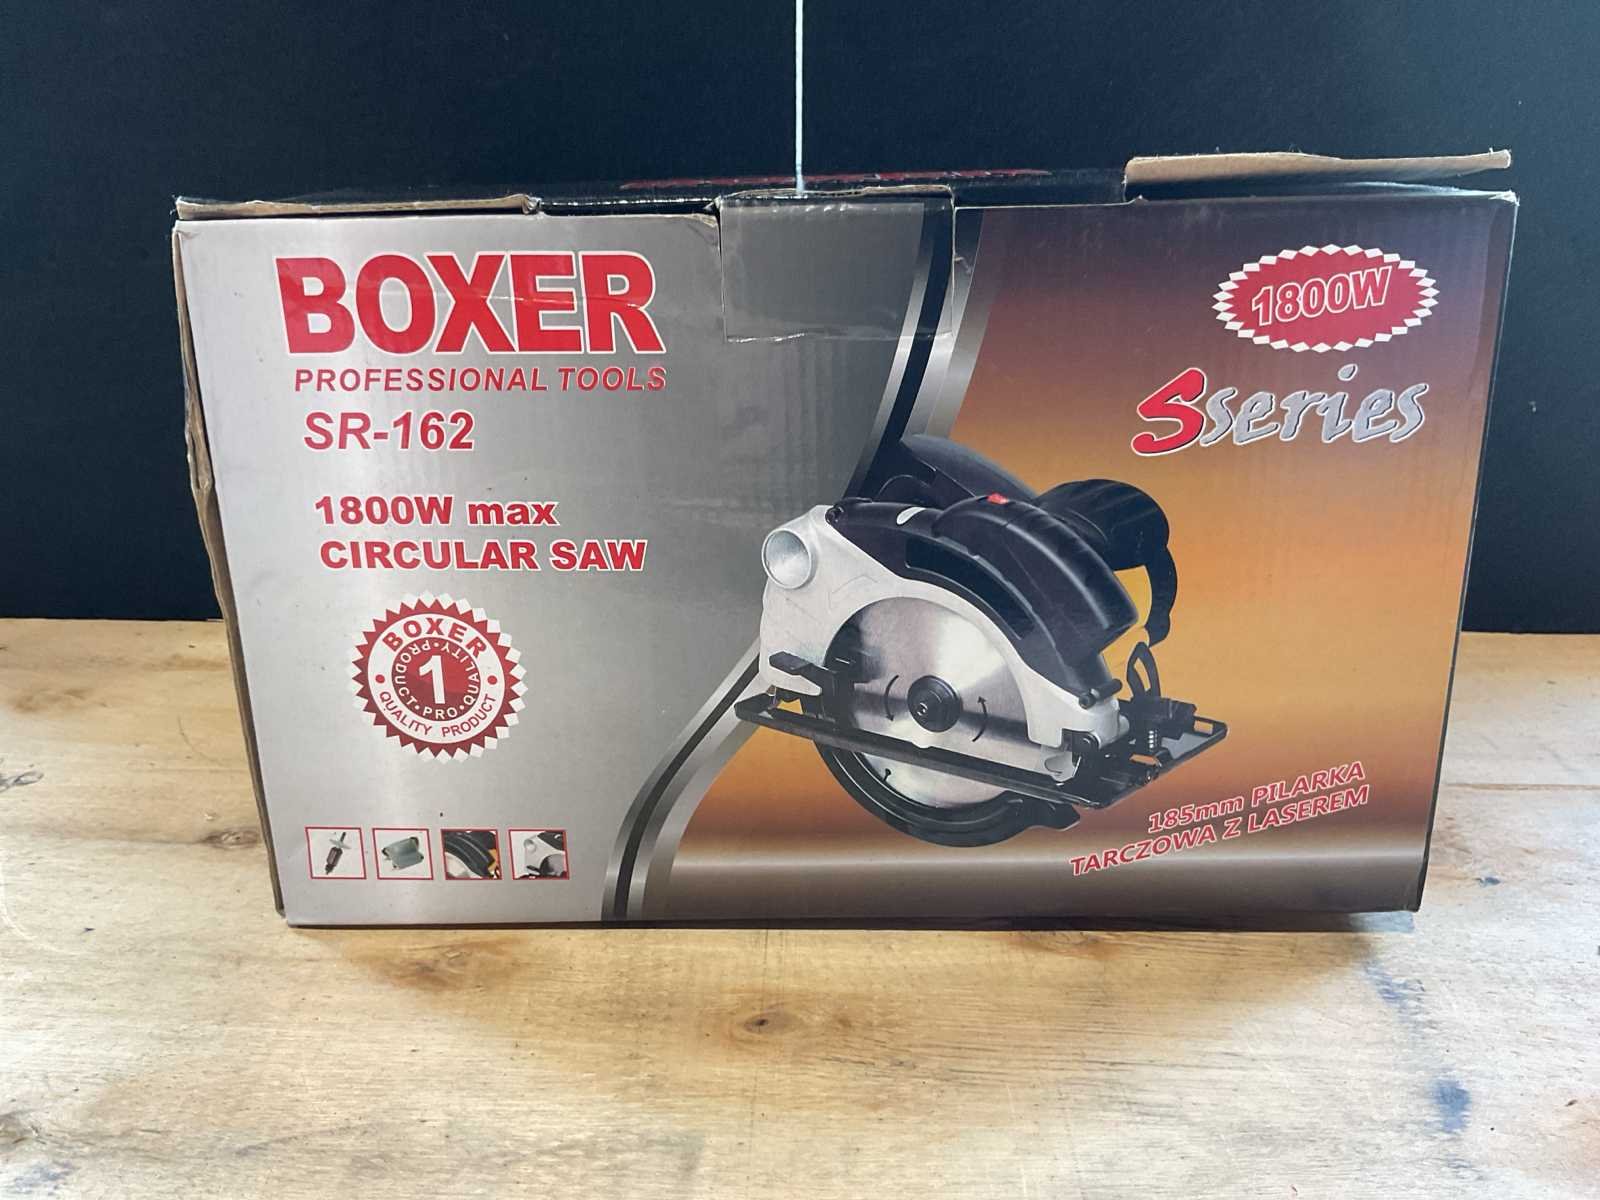 BOXER
PROFESSIONAL TOOLS
SR-162
1800W max
CIRCULAR SAW
BOXER
PRODUCT • PRO • QUALITY
1
• QUALITY PRODUCT •
1800W
Sseries
185mm PILARKA
TARCZOWA Z LASEREM